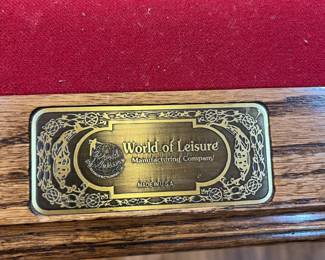 World of Leisure
Manufacturing Company
MADE IN U.S.A.